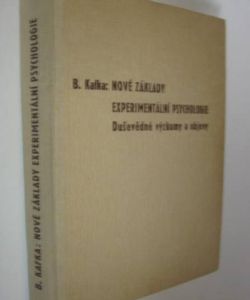 B. Kafka: NOVÉ ZÁKLADY
EXPERIMENTÁLNÍ PSYCHOLOGIE
Duševědné výzkumy a objevy
B. KAFKA: NOVÉ ZÁKLADY EXPERIMENTÁLNÍ PSYCHOLOGIE